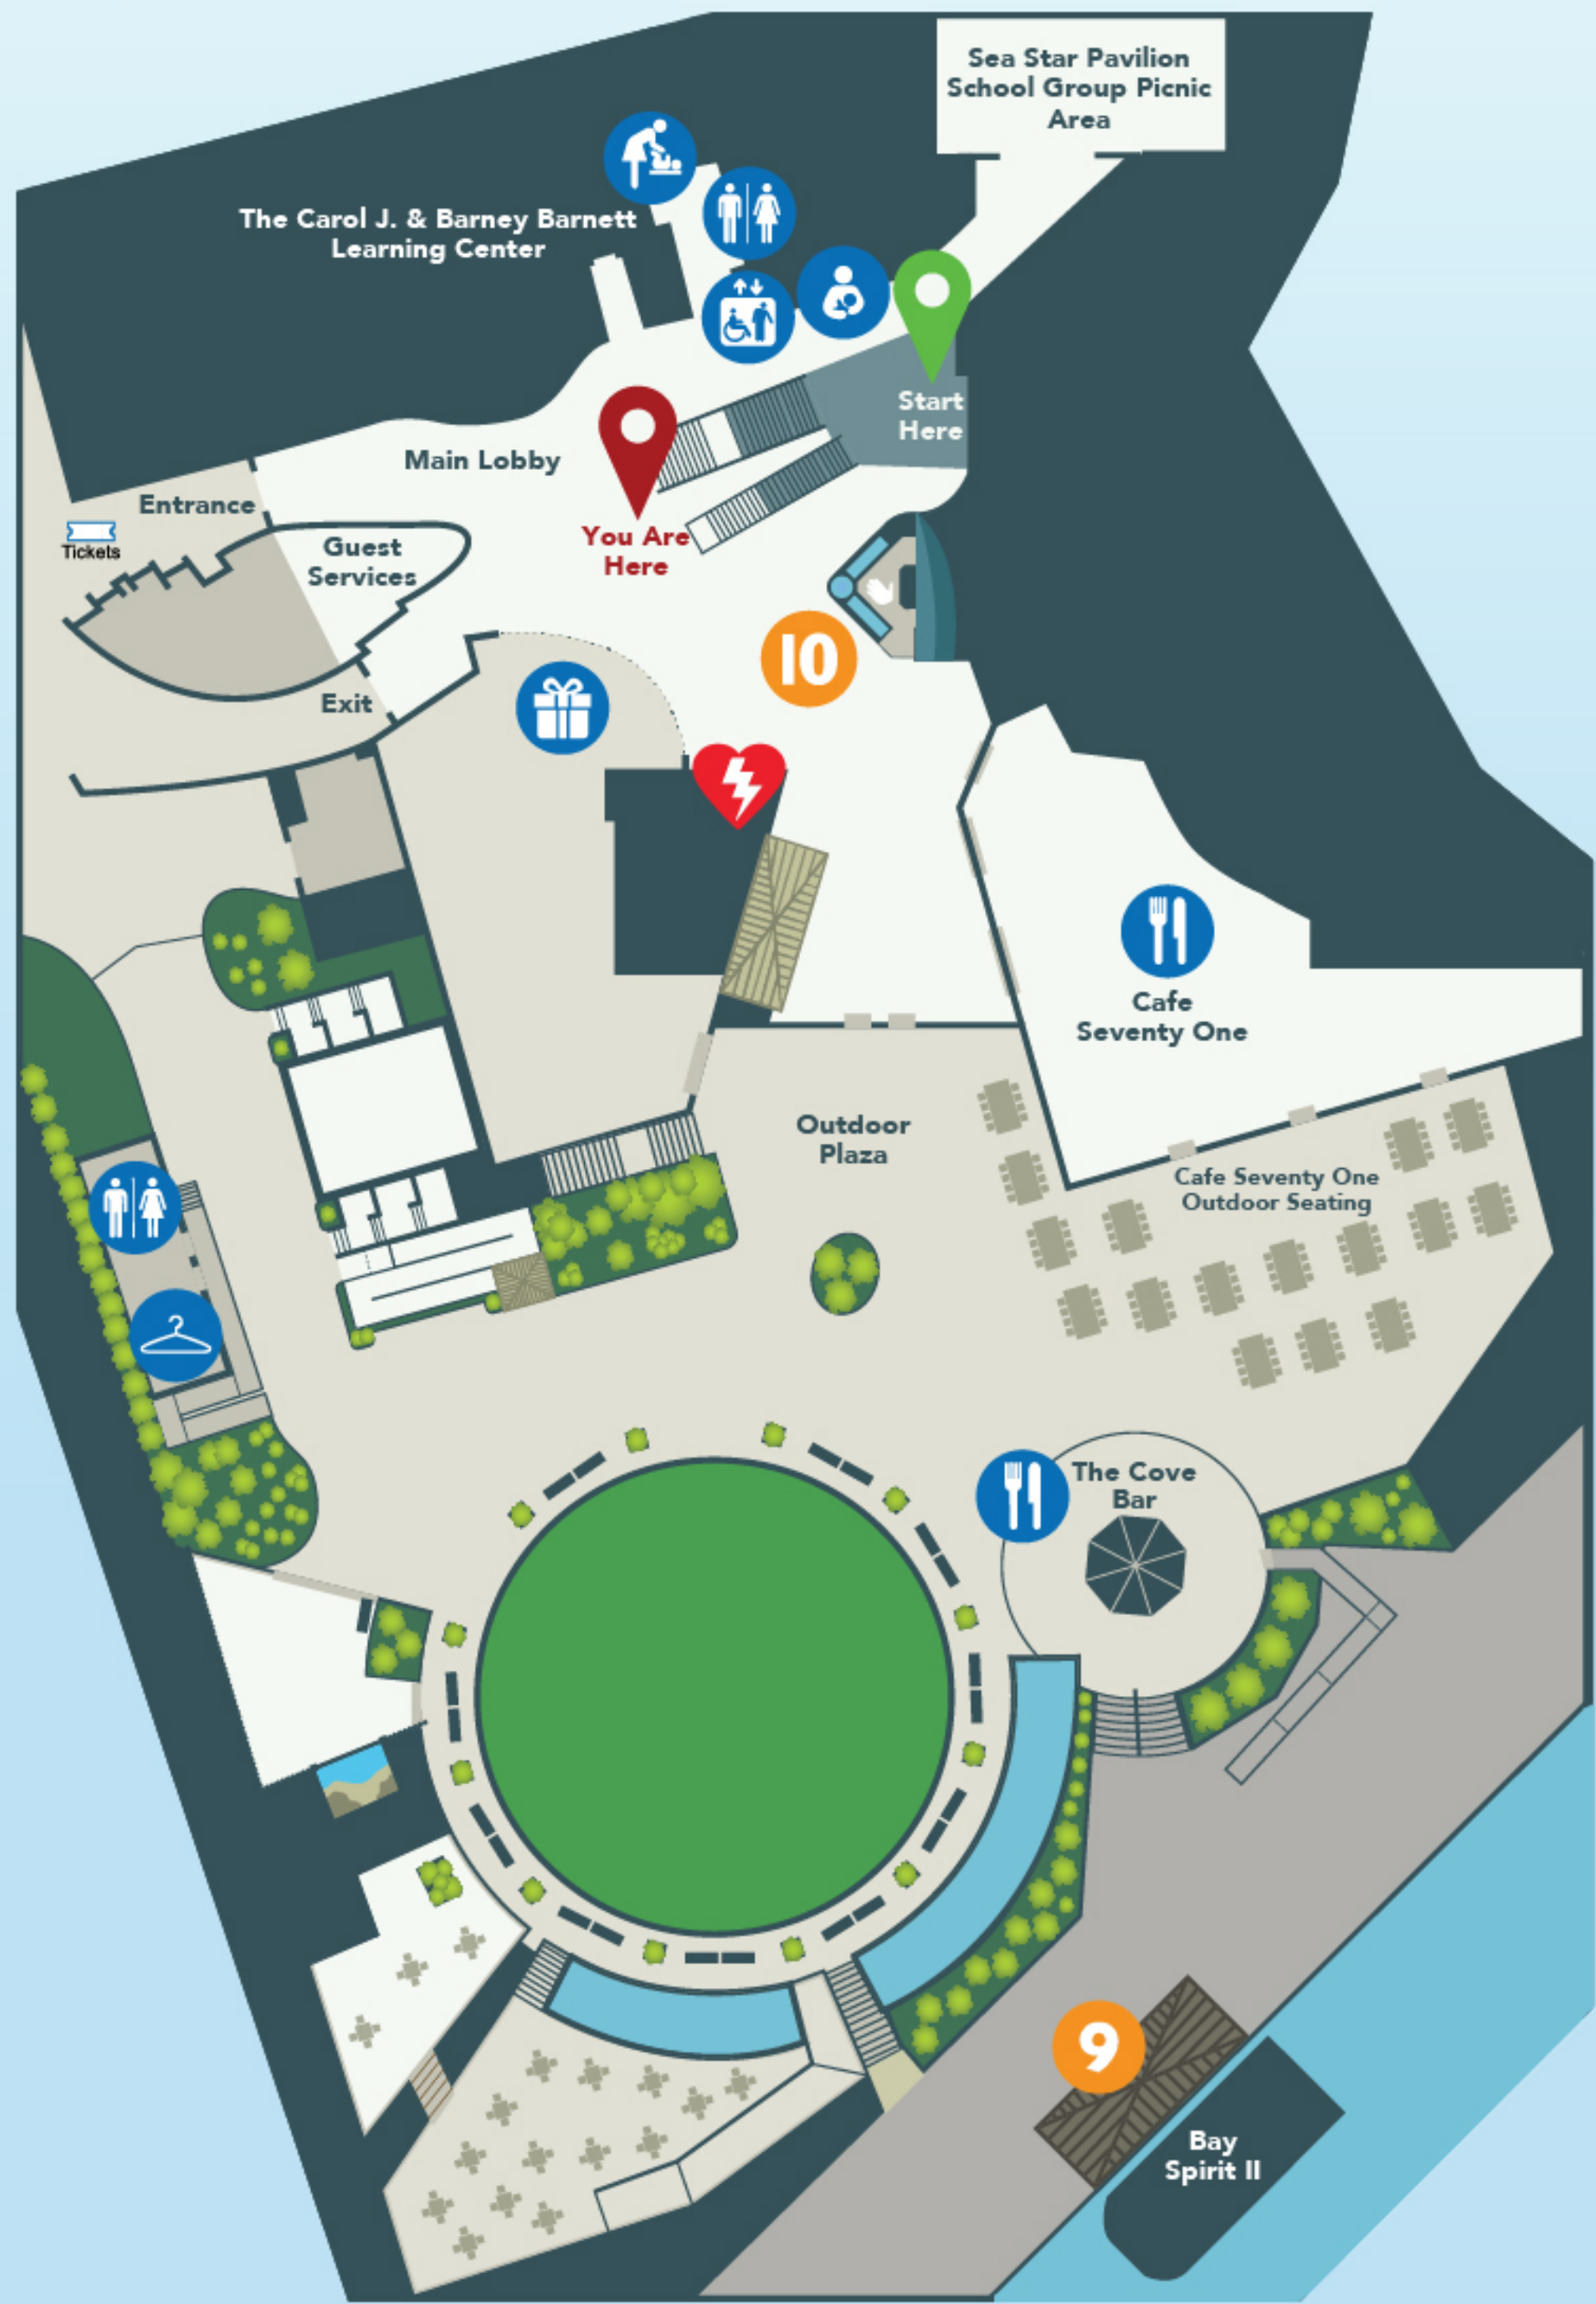 Sea Star Pavilion
School Group Picnic
Area
The Carol J. & Barney Barnett
Learning Center
Start
Here
Main Lobby
Entrance
Tickets
You Are
Here
Guest
Services
10
Exit
Cafe
Seventy One
Outdoor
Plaza
Cafe Seventy One
Outdoor Seating
The Cove
Bar
9
Bay
Spirit II